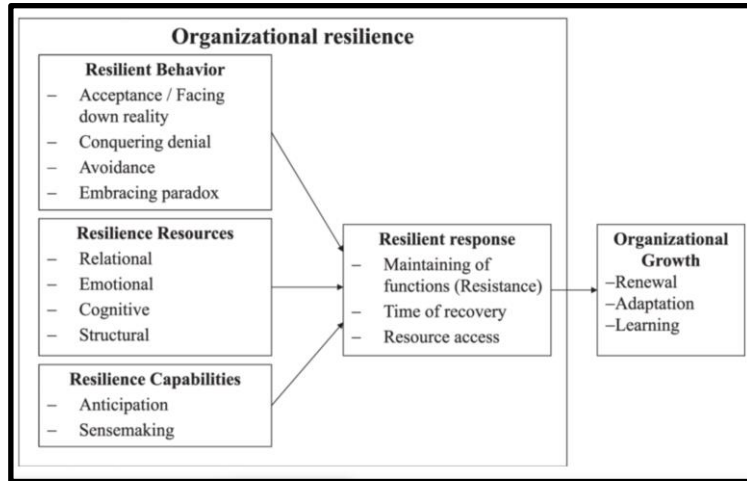 Organizational resilience
Resilient Behavior
– Acceptance / Facing
down reality
– Conquering denial
– Avoidance
– Embracing paradox
Resilience Resources
– Relational
– Emotional
– Cognitive
– Structural
Resilience Capabilities
– Anticipation
– Sensemaking
Resilient response
– Maintaining of
functions (Resistance)
– Time of recovery
– Resource access
Organizational
Growth
–Renewal
–Adaptation
–Learning